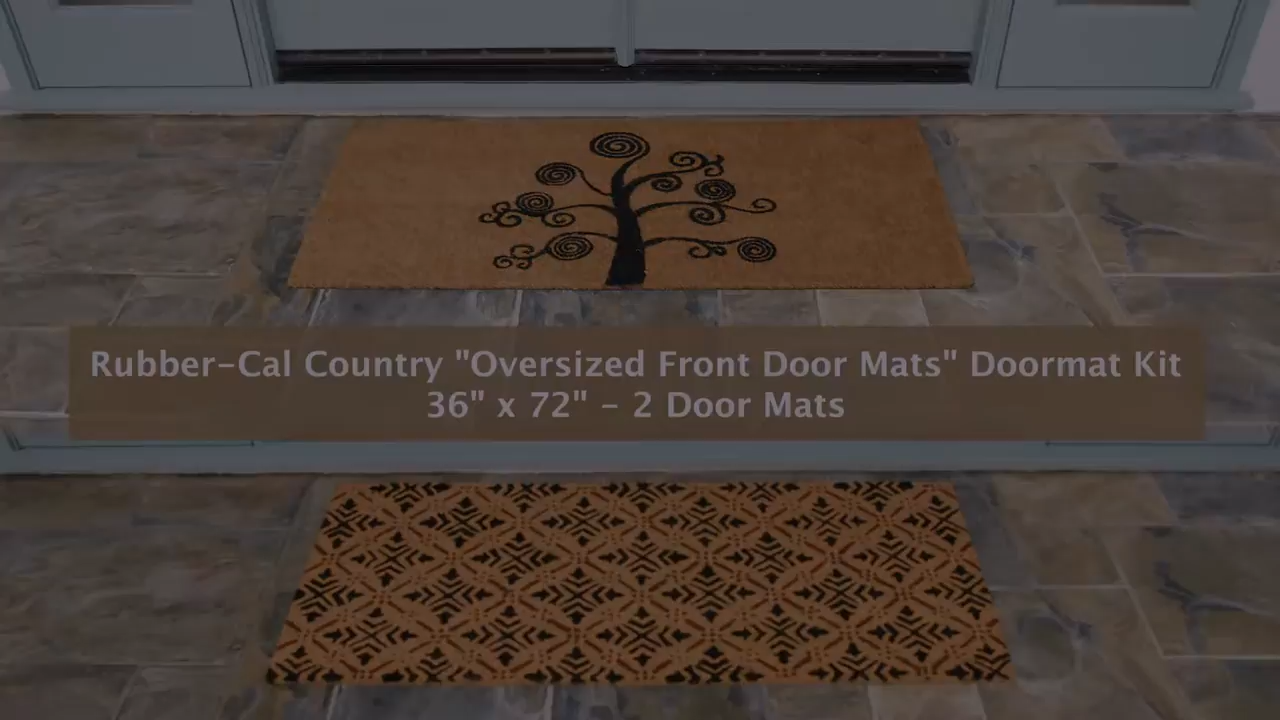 Rubber-Cal Country "Oversized Front Door Mats" Doormat Kit
36" x 72" - 2 Door Mats